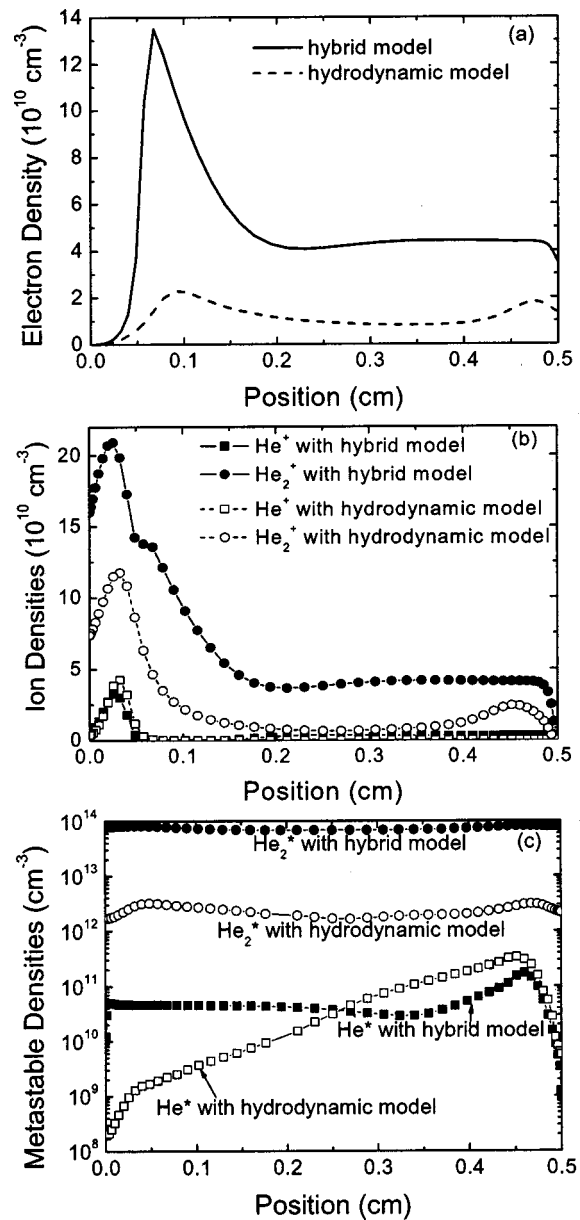 (a)
hybrid model
hydrodynamic model
Electron Density (10^10 cm^-3)
14
12
10
8
6
4
2
0
0.0 0.1 0.2 0.3 0.4 0.5
Position (cm)
(b)
He+ with hybrid model
He2+ with hybrid model
He+ with hydrodynamic model
He2+ with hydrodynamic model
Ion Densities (10^10 cm^-3)
20
15
10
5
0
0.0 0.1 0.2 0.3 0.4 0.5
Position (cm)
(c)
He2* with hybrid model
He2* with hydrodynamic model
He* with hybrid model
He* with hydrodynamic model
Metastable Densities (cm^-3)
10^14
10^13
10^12
10^11
10^10
10^9
10^8
0.0 0.1 0.2 0.3 0.4 0.5
Position (cm)